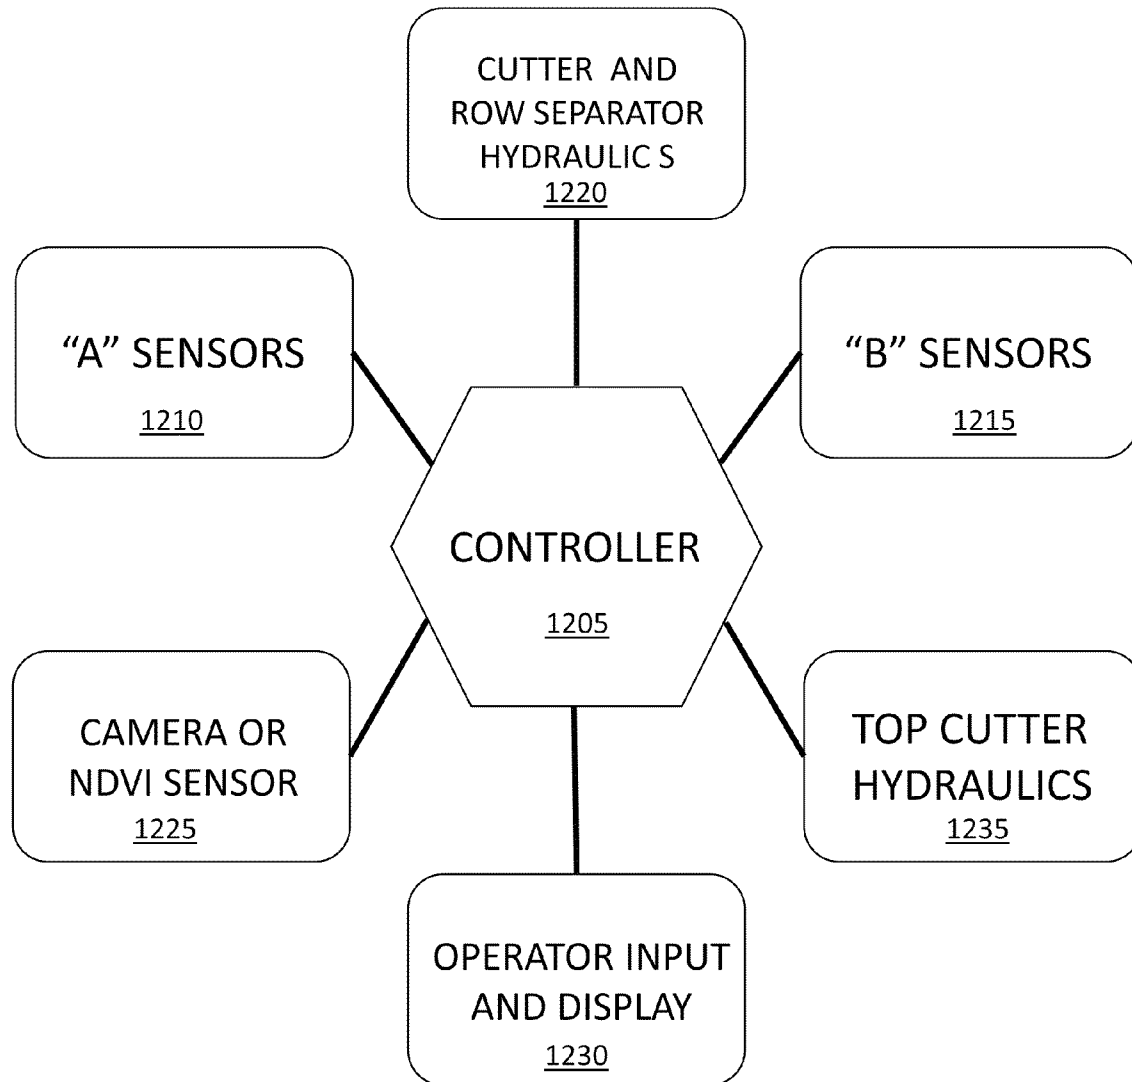 CUTTER AND
ROW SEPARATOR
HYDRAULIC S
1220
“A” SENSORS
1210
“B” SENSORS
1215
CONTROLLER
1205
CAMERA OR
NDVI SENSOR
1225
TOP CUTTER
HYDRAULICS
1235
OPERATOR INPUT
AND DISPLAY
1230